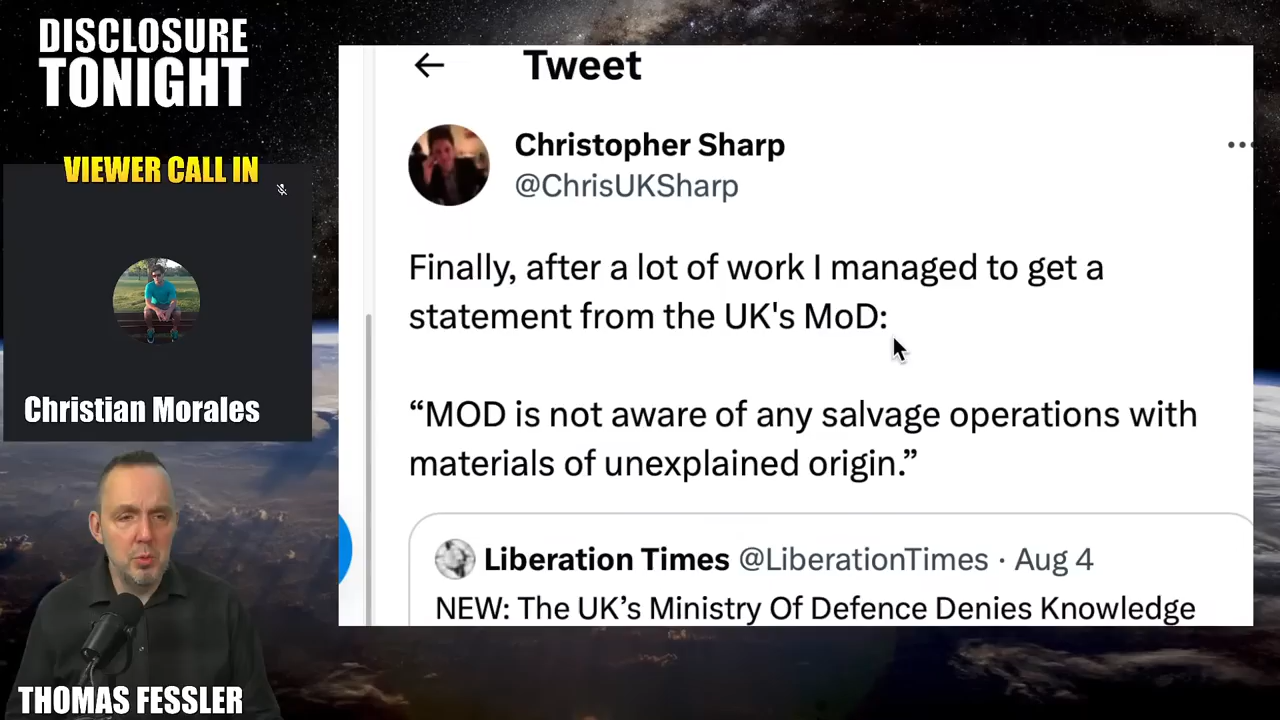 DISCLOSURE
TONIGHT
VIEWER CALL IN
Christian Morales
THOMAS FESSLER
Tweet
Christopher Sharp
@ChrisUKSharp
Finally, after a lot of work I managed to get a
statement from the UK's MoD:
“MOD is not aware of any salvage operations with
materials of unexplained origin.”
Liberation Times @LiberationTimes · Aug 4
NEW: The UK’s Ministry Of Defence Denies Knowledge